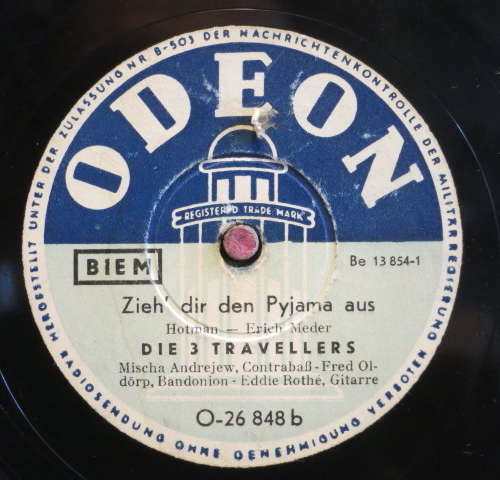 HERGESTELLT UNTER DER ZULASSUNG NR. B-503 DER NACHRICHTENKONTROLLE DER MILITÄRREGIERUNG
ODEON
REGISTERED TRADE MARK
BIEM
Be 13 854-1
Zieh' dir den Pyjama aus
Hotman — Erich Meder
DIE 3 TRAVELLERS
Mischa Andrejew, Contrabaß - Fred Ol-
dörp, Bandonion - Eddie Rothé, Gitarre
O-26 848 b
RADIOSENDUNG OHNE GENEHMIGUNG VERBOTEN